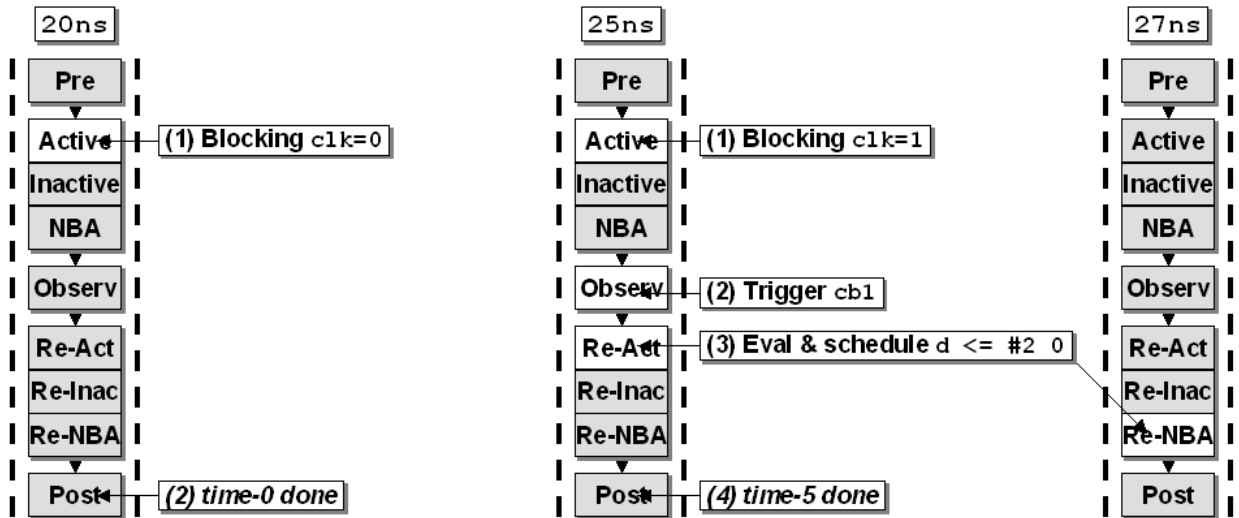 20ns
Pre
Active
(1) Blocking clk=0
Inactive
NBA
Observ
Re-Act
Re-Inac
Re-NBA
Post
(2) time-0 done
25ns
Pre
Active
(1) Blocking clk=1
Inactive
NBA
Observ
(2) Trigger cb1
Re-Act
(3) Eval & schedule d <= #2 0
Re-Inac
Re-NBA
Post
(4) time-5 done
27ns
Pre
Active
Inactive
NBA
Observ
Re-Act
Re-Inac
Re-NBA
Post